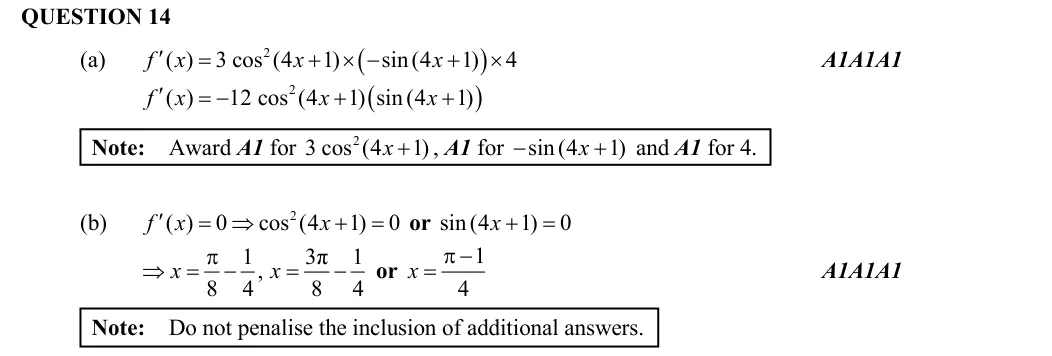 QUESTION 14
(a) f′(x) = 3 cos²(4x+1)×(−sin(4x+1))×4 A1A1A1
f′(x) = −12 cos²(4x+1)(sin(4x+1))
Note: Award A1 for 3 cos²(4x+1), A1 for −sin(4x+1) and A1 for 4.
(b) f′(x) = 0 ⇒ cos²(4x+1) = 0 or sin(4x+1) = 0
⇒ x = π/8 − 1/4, x = 3π/8 − 1/4 or x = (π−1)/4 A1A1A1
Note: Do not penalise the inclusion of additional answers.